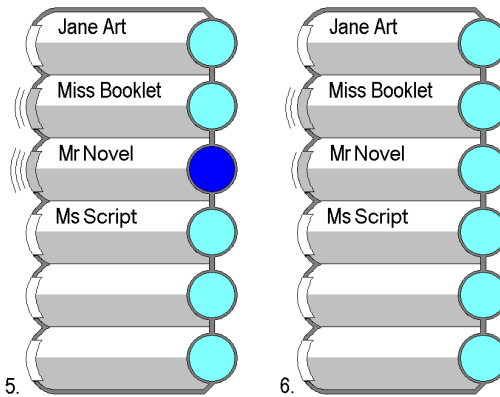 Jane Art
Miss Booklet
Mr Novel
Ms Script
5.
Jane Art
Miss Booklet
Mr Novel
Ms Script
6.